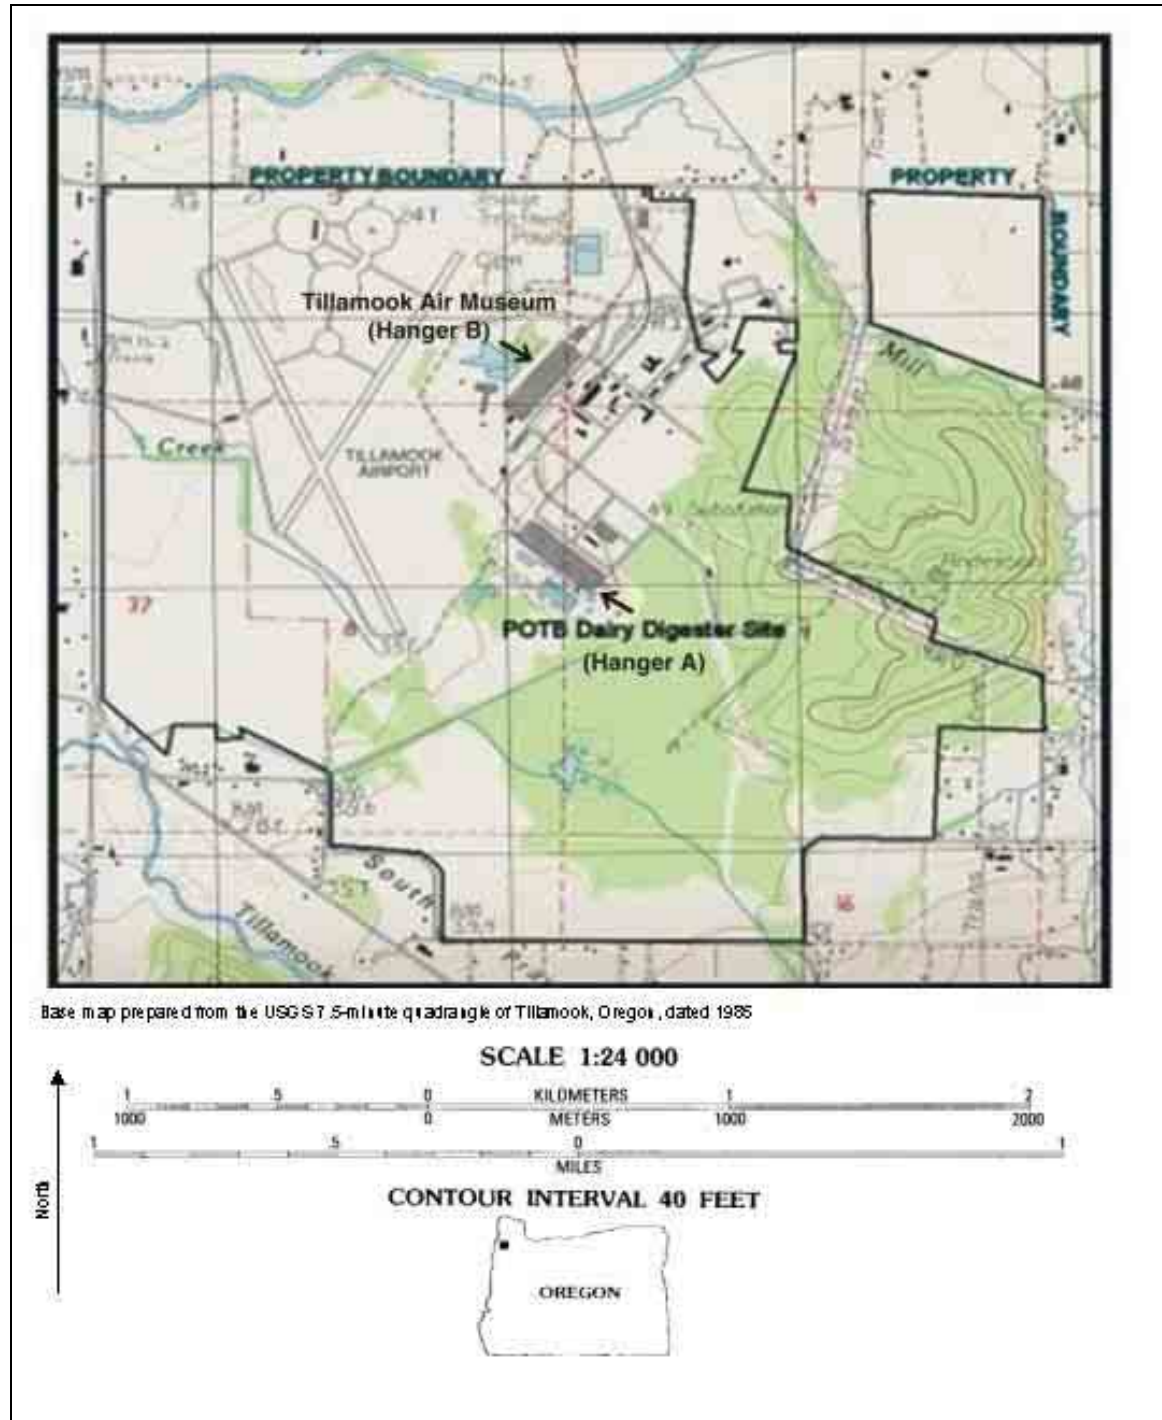 PROPERTY BOUNDARY
PROPERTY
BOUNDARY
Tillamook Air Museum
(Hanger B)
Mill
Creek
TILLAMOOK
AIRPORT
37
8
POTB Dairy Digester Site
(Hanger A)
South
Tillamook
16
Base map prepared from the USGS 7.5-minute quadrangle of Tillamook, Oregon, dated 1985
SCALE 1:24 000
1 .5 0 KILOMETERS 1 2
1000 0 METERS 1000 2000
1 .5 0 1
MILES
North
CONTOUR INTERVAL 40 FEET
OREGON